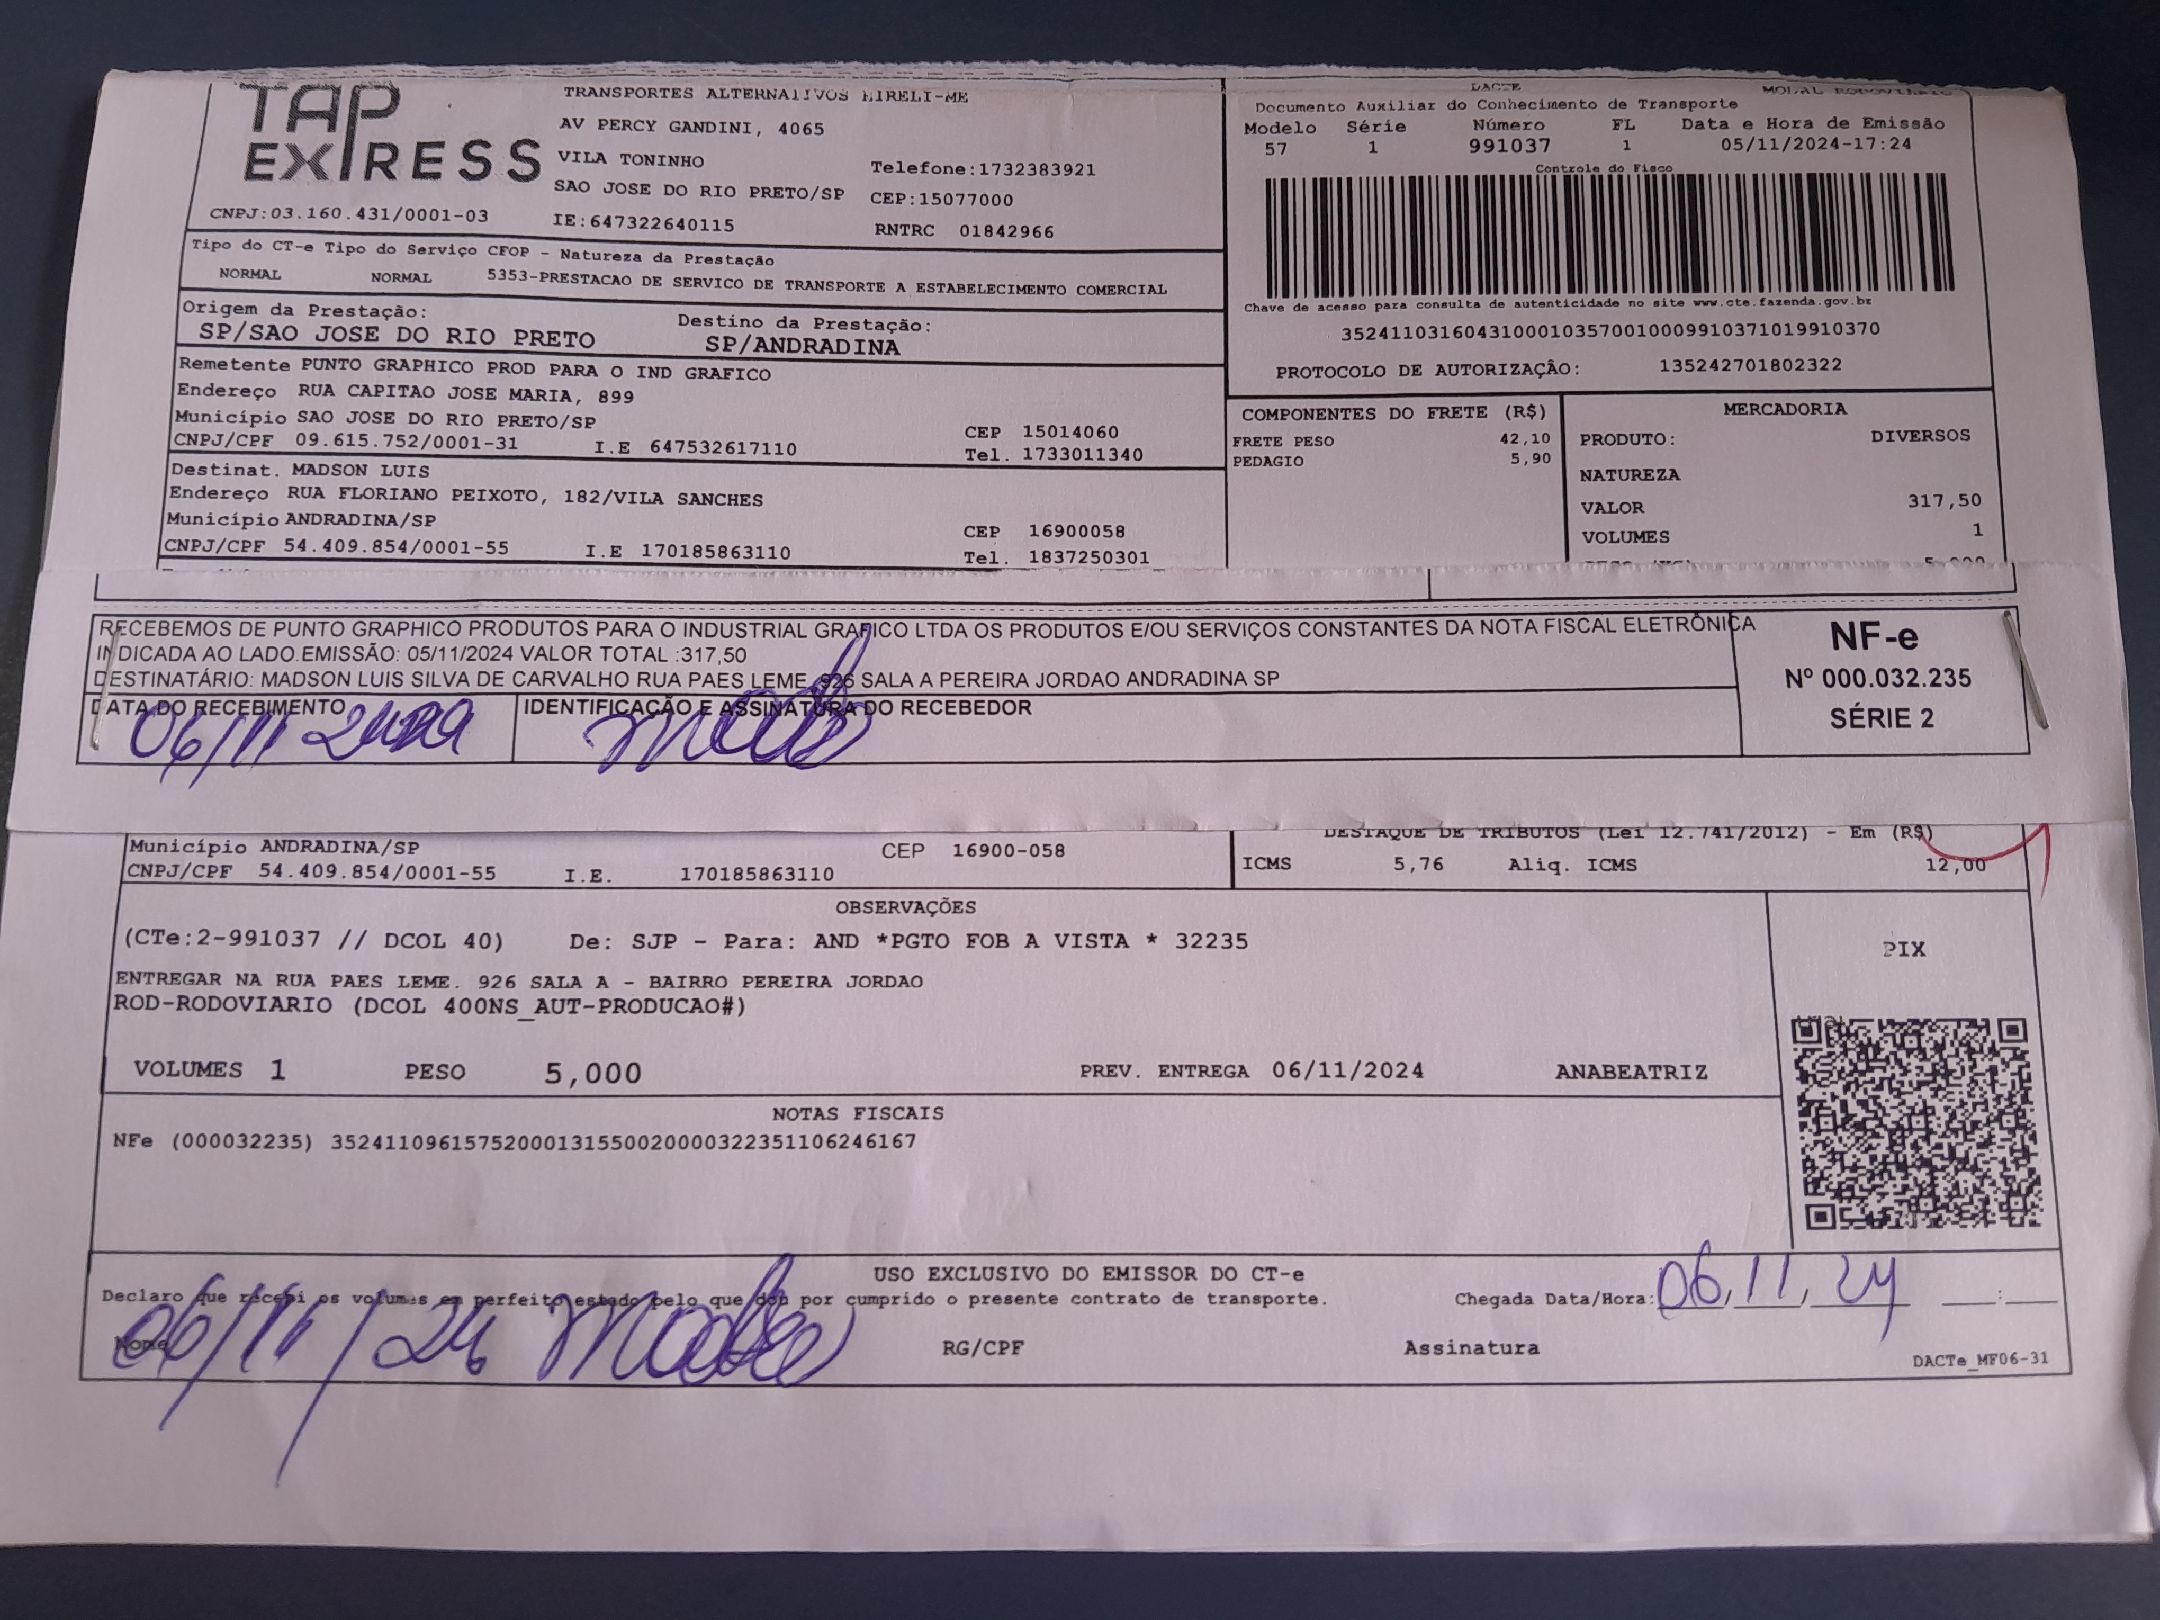 TAP
EXPRESS
TRANSPORTES ALTERNATIVOS EIRELI-ME
AV PERCY GANDINI, 4065
VILA TONINHO
Telefone:1732383921
SAO JOSE DO RIO PRETO/SP CEP:15077000
CNPJ:03.160.431/0001-03 IE:647322640115 RNTRC 01842966
DACTE MODAL RODOVIARIO
Documento Auxiliar do Conhecimento de Transporte
Modelo Série Número FL Data e Hora de Emissão
57 1 991037 1 05/11/2024-17:24
Controle do Fisco
Chave de acesso para consulta de autenticidade no site www.cte.fazenda.gov.br
35241103160431000103570010009910371019910370
PROTOCOLO DE AUTORIZAÇÂO: 135242701802322
Tipo do CT-e Tipo do Serviço CFOP - Natureza da Prestação
NORMAL NORMAL 5353-PRESTACAO DE SERVICO DE TRANSPORTE A ESTABELECIMENTO COMERCIAL
Origem da Prestação: Destino da Prestação:
SP/SAO JOSE DO RIO PRETO SP/ANDRADINA
Remetente PUNTO GRAPHICO PROD PARA O IND GRAFICO
Endereço RUA CAPITAO JOSE MARIA, 899
Município SAO JOSE DO RIO PRETO/SP CEP 15014060
CNPJ/CPF 09.615.752/0001-31 I.E 647532617110 Tel. 1733011340
Destinat. MADSON LUIS
Endereço RUA FLORIANO PEIXOTO, 182/VILA SANCHES
Município ANDRADINA/SP CEP 16900058
CNPJ/CPF 54.409.854/0001-55 I.E 170185863110 Tel. 1837250301
COMPONENTES DO FRETE (R$)
FRETE PESO 42,10
PEDAGIO 5,90
MERCADORIA
PRODUTO: DIVERSOS
NATUREZA
VALOR 317,50
VOLUMES 1
RECEBEMOS DE PUNTO GRAPHICO PRODUTOS PARA O INDUSTRIAL GRAFICO LTDA OS PRODUTOS E/OU SERVIÇOS CONSTANTES DA NOTA FISCAL ELETRÔNICA
INDICADA AO LADO.EMISSÃO: 05/11/2024 VALOR TOTAL :317,50
DESTINATÁRIO: MADSON LUIS SILVA DE CARVALHO RUA PAES LEME, 926 SALA A PEREIRA JORDAO ANDRADINA SP
DATA DO RECEBIMENTO IDENTIFICAÇÃO E ASSINATURA DO RECEBEDOR
06/11
NF-e
Nº 000.032.235
SÉRIE 2
Município ANDRADINA/SP CEP 16900-058
CNPJ/CPF 54.409.854/0001-55 I.E. 170185863110
DESTAQUE DE TRIBUTOS (Lei 12.741/2012) - Em (R$)
ICMS 5,76 Aliq. ICMS 12,00
OBSERVAÇÕES
(CTe:2-991037 // DCOL 40) De: SJP - Para: AND *PGTO FOB A VISTA * 32235
ENTREGAR NA RUA PAES LEME. 926 SALA A - BAIRRO PEREIRA JORDAO
ROD-RODOVIARIO (DCOL 400NS_AUT-PRODUCAO#)
VOLUMES 1 PESO 5,000 PREV. ENTREGA 06/11/2024 ANABEATRIZ
PIX
NOTAS FISCAIS
NFe (000032235) 35241109615752000131550020000322351106246167
USO EXCLUSIVO DO EMISSOR DO CT-e
Declaro que recebi os volumes em perfeito estado pelo que dou por cumprido o presente contrato de transporte. Chegada Data/Hora: 06,11,24 __:__
06/11/24
Nome RG/CPF Assinatura
DACTe_MF06-31